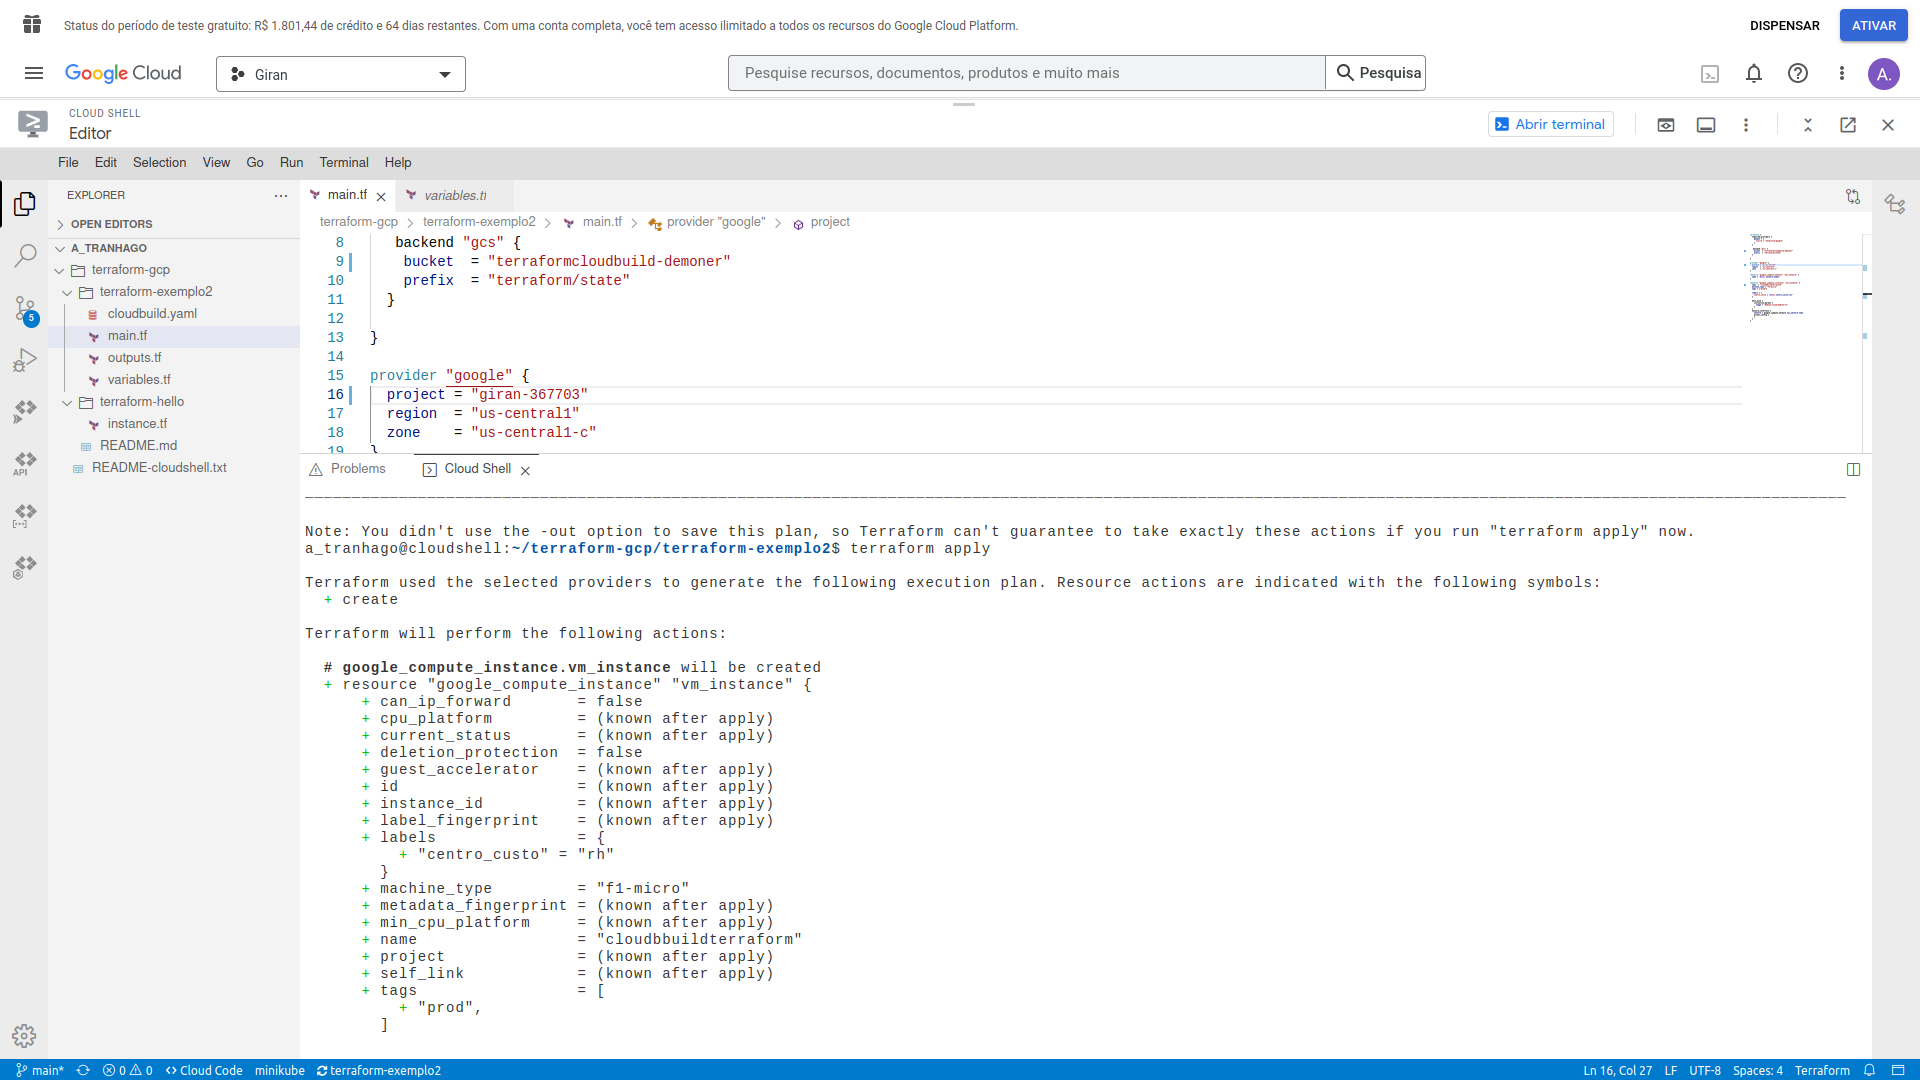 Status do período de teste gratuito: R$ 1.801,44 de crédito e 64 dias restantes. Com uma conta completa, você tem acesso ilimitado a todos os recursos do Google Cloud Platform.
DISPENSAR
ATIVAR
Google Cloud
Giran
Pesquise recursos, documentos, produtos e muito mais
Pesquisa
A.
CLOUD SHELL
Editor
Abrir terminal
File Edit Selection View Go Run Terminal Help
EXPLORER
OPEN EDITORS
A_TRANHAGO
terraform-gcp
terraform-exemplo2
cloudbuild.yaml
main.tf
outputs.tf
variables.tf
terraform-hello
instance.tf
README.md
README-cloudshell.txt
5
API
main.tf
variables.tf
terraform-gcp > terraform-exemplo2 > main.tf > provider "google" > project
8 backend "gcs" {
9 bucket = "terraformcloudbuild-demoner"
10 prefix = "terraform/state"
11 }
12
13 }
14
15 provider "google" {
16 project = "giran-367703"
17 region = "us-central1"
18 zone = "us-central1-c"
19 }
Problems
Cloud Shell
Note: You didn't use the -out option to save this plan, so Terraform can't guarantee to take exactly these actions if you run "terraform apply" now.
a_tranhago@cloudshell:~/terraform-gcp/terraform-exemplo2$ terraform apply
Terraform used the selected providers to generate the following execution plan. Resource actions are indicated with the following symbols:
+ create
Terraform will perform the following actions:
# google_compute_instance.vm_instance will be created
+ resource "google_compute_instance" "vm_instance" {
+ can_ip_forward = false
+ cpu_platform = (known after apply)
+ current_status = (known after apply)
+ deletion_protection = false
+ guest_accelerator = (known after apply)
+ id = (known after apply)
+ instance_id = (known after apply)
+ label_fingerprint = (known after apply)
+ labels = {
+ "centro_custo" = "rh"
}
+ machine_type = "f1-micro"
+ metadata_fingerprint = (known after apply)
+ min_cpu_platform = (known after apply)
+ name = "cloudbbuildterraform"
+ project = (known after apply)
+ self_link = (known after apply)
+ tags = [
+ "prod",
]
main* 0 0 Cloud Code minikube terraform-exemplo2
Ln 16, Col 27 LF UTF-8 Spaces: 4 Terraform